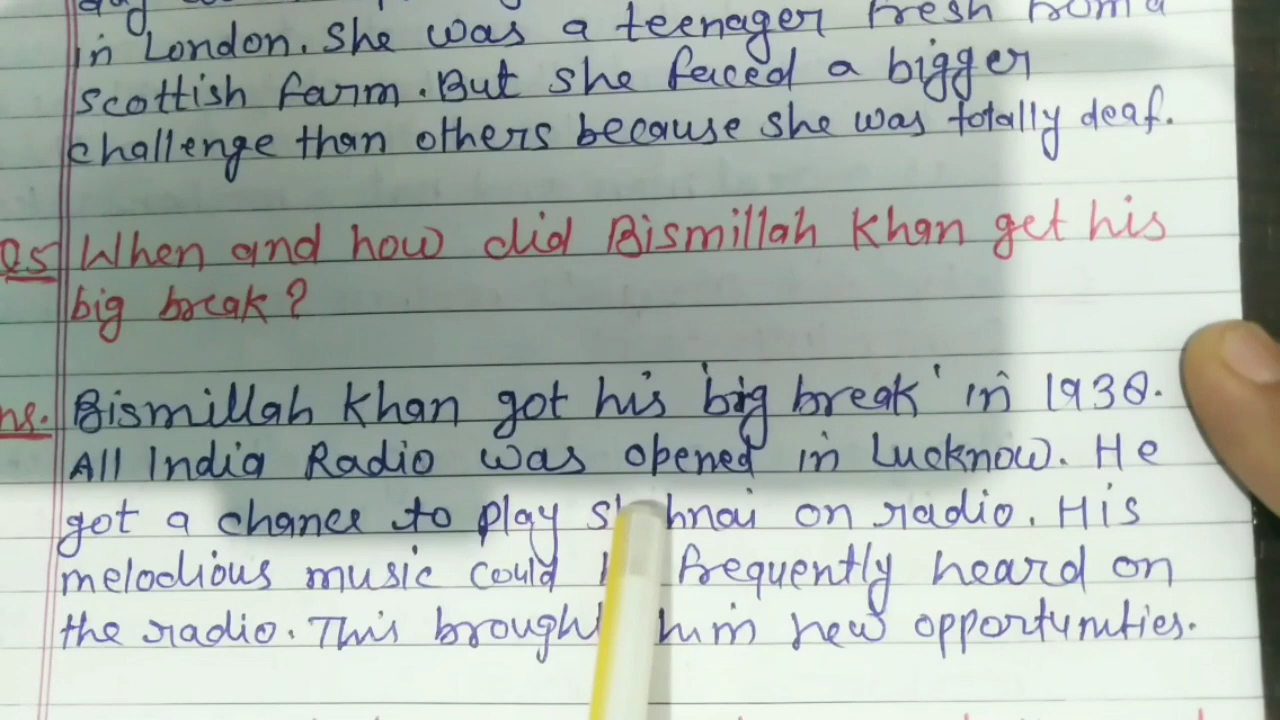 in London. She was a teenager fresh from a
Scottish farm. But she faced a bigger
challenge than others because she was totally deaf.
Q5 When and how did Bismillah Khan get his
big break?
ns. Bismillah Khan got his 'big break' in 1938.
All India Radio was opened in Lucknow. He
got a chance to play on radio. His
melodious music could frequently heard on
the radio. This brough him new opportunities.